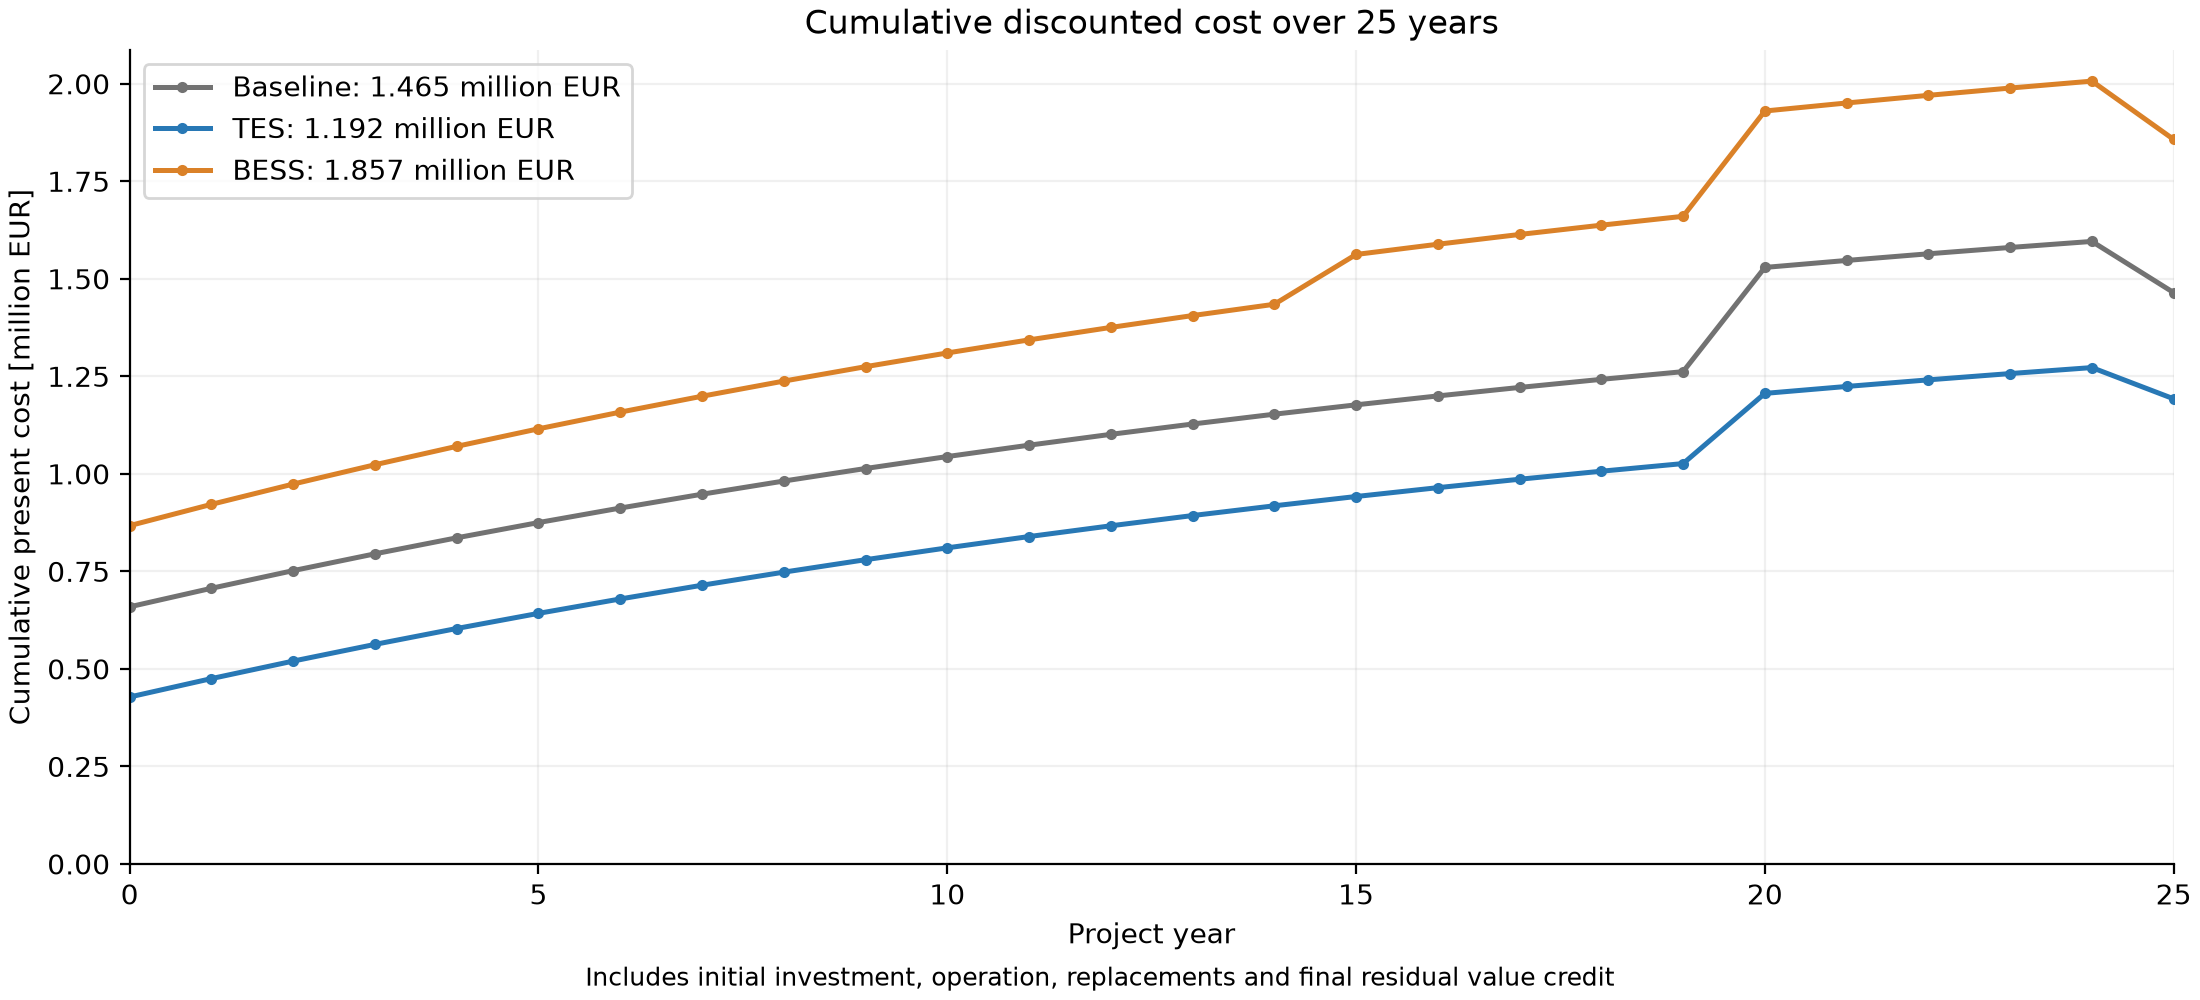 Cumulative discounted cost over 25 years
Baseline: 1.465 million EUR
TES: 1.192 million EUR
BESS: 1.857 million EUR
Cumulative present cost [million EUR]
2.00
1.75
1.50
1.25
1.00
0.75
0.50
0.25
0.00
0 5 10 15 20 25
Project year
Includes initial investment, operation, replacements and final residual value credit